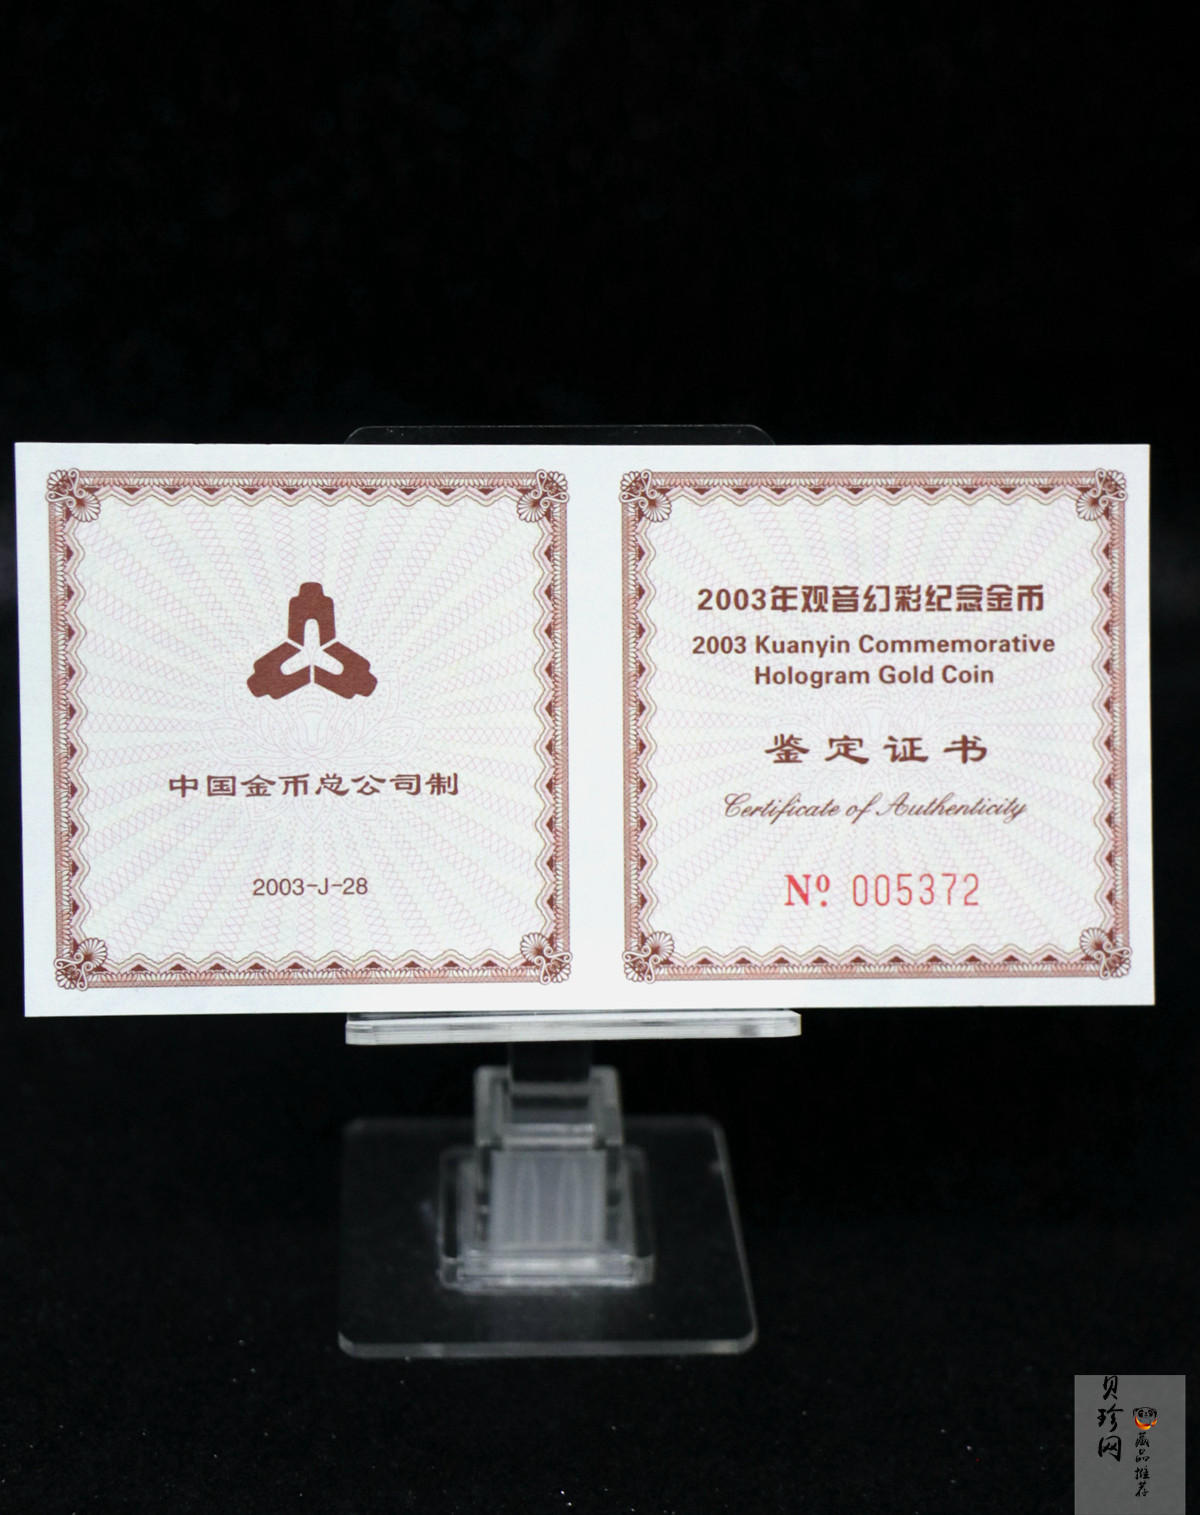 中国金币总公司制
2003-J-28
2003年观音幻彩纪念金币
2003 Kuanyin Commemorative
Hologram Gold Coin
鉴定证书
Certificate of Authenticity
Nº 005372
贝珍网
藏品推荐